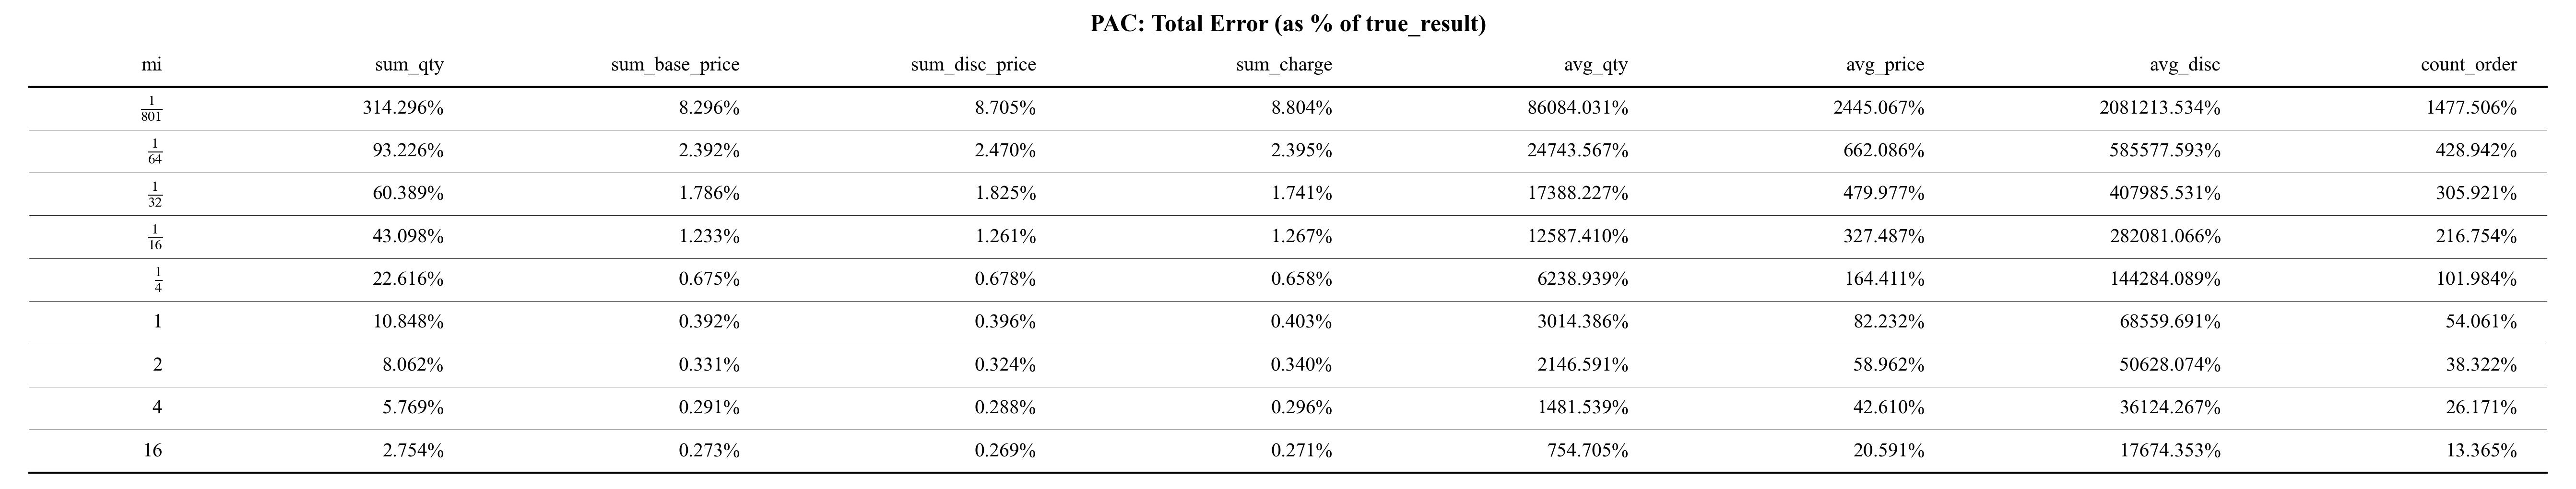 PAC: Total Error (as % of true_result)
mi sum_qty sum_base_price sum_disc_price sum_charge avg_qty avg_price avg_disc count_order
1/801 314.296% 8.296% 8.705% 8.804% 86084.031% 2445.067% 2081213.534% 1477.506%
1/64 93.226% 2.392% 2.470% 2.395% 24743.567% 662.086% 585577.593% 428.942%
1/32 60.389% 1.786% 1.825% 1.741% 17388.227% 479.977% 407985.531% 305.921%
1/16 43.098% 1.233% 1.261% 1.267% 12587.410% 327.487% 282081.066% 216.754%
1/4 22.616% 0.675% 0.678% 0.658% 6238.939% 164.411% 144284.089% 101.984%
1 10.848% 0.392% 0.396% 0.403% 3014.386% 82.232% 68559.691% 54.061%
2 8.062% 0.331% 0.324% 0.340% 2146.591% 58.962% 50628.074% 38.322%
4 5.769% 0.291% 0.288% 0.296% 1481.539% 42.610% 36124.267% 26.171%
16 2.754% 0.273% 0.269% 0.271% 754.705% 20.591% 17674.353% 13.365%